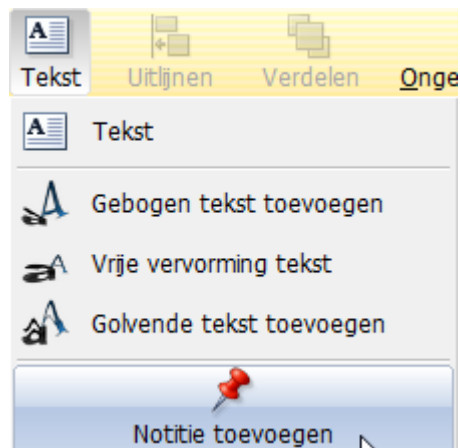 Tekst Uitlijnen Verdelen Onge
Tekst
Gebogen tekst toevoegen
Vrije vervorming tekst
Golvende tekst toevoegen
Notitie toevoegen